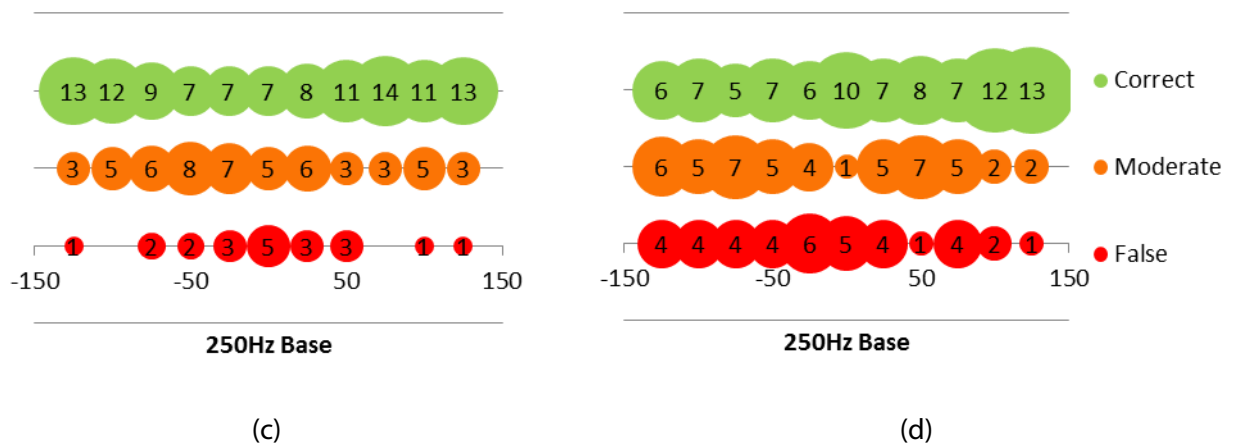 13 12 9 7 7 7 8 11 14 11 13
3 5 6 8 7 5 6 3 3 5 3
1 2 2 3 5 3 3 1 1
-150 -50 50 150
250Hz Base
(c)
6 7 5 7 6 10 7 8 7 12 13
6 5 7 5 4 1 5 7 5 2 2
4 4 4 4 6 5 4 1 4 2 1
-150 -50 50 150
250Hz Base
(d)
Correct
Moderate
False